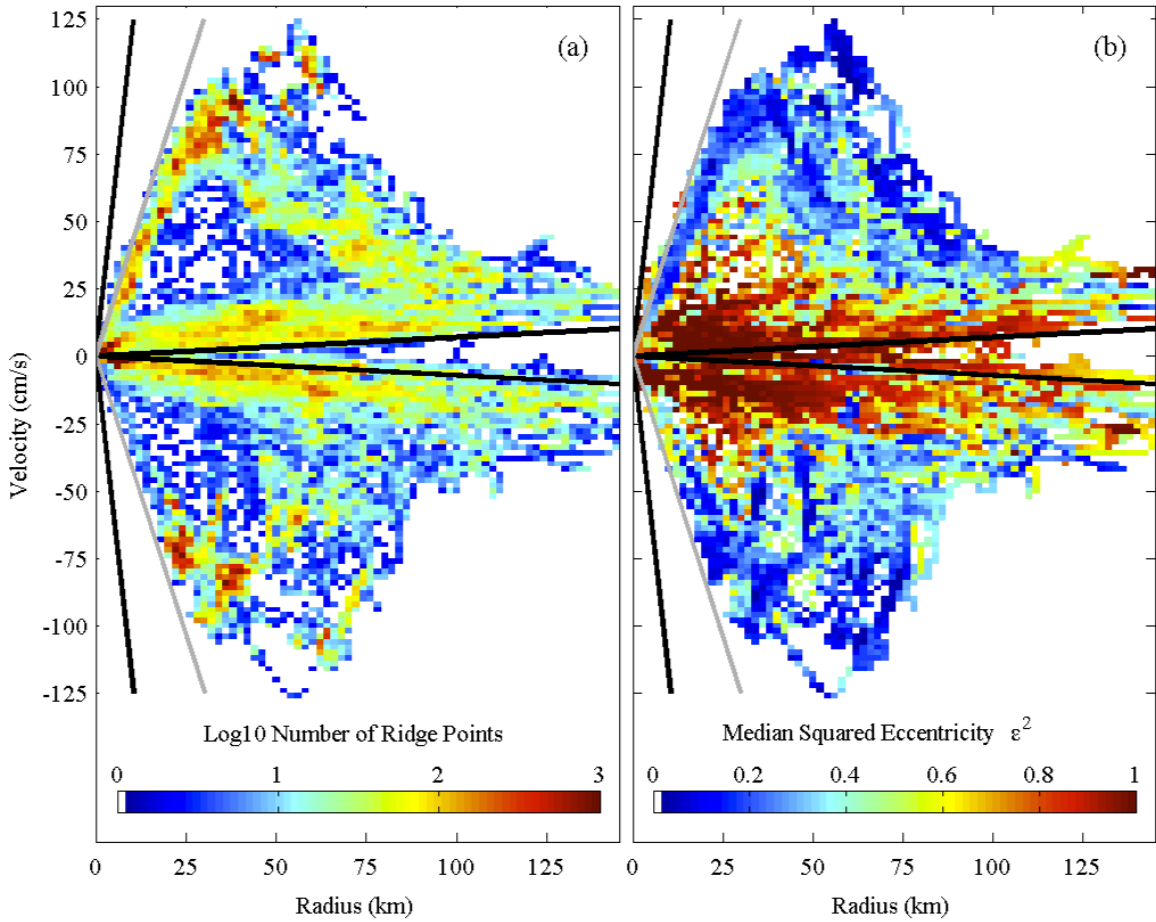 (a)
(b)
125
100
75
50
25
0
-25
-50
-75
-100
-125
Velocity (cm/s)
Log10 Number of Ridge Points
0 1 2 3
Median Squared Eccentricity ε²
0 0.2 0.4 0.6 0.8 1
0 25 50 75 100 125
0 25 50 75 100 125
Radius (km)
Radius (km)